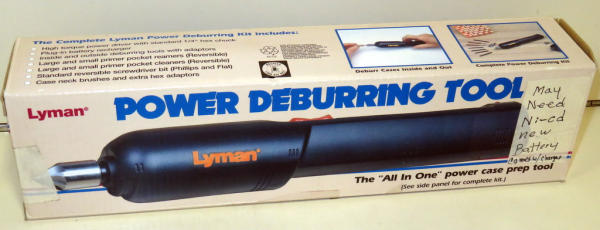 The Complete Lyman Power Deburring Kit Includes:
High torque power driver with standard 1/4" hex chuck
Plug-in battery recharger
Inside and outside deburring tools with adaptors
Large and small primer pocket reamers (Reversible)
Large and small primer pocket cleaners (Reversible)
Standard reversible screwdriver bit (Phillips and Flat)
Case neck brushes and extra hex adaptors
Deburr Cases Inside and Out
Complete Power Deburring Kit
Lyman®
POWER DEBURRING TOOL
Lyman
May
Need
Ni-cd
new
Battery
The "All In One" power case prep tool
(See side panel for complete kit.)